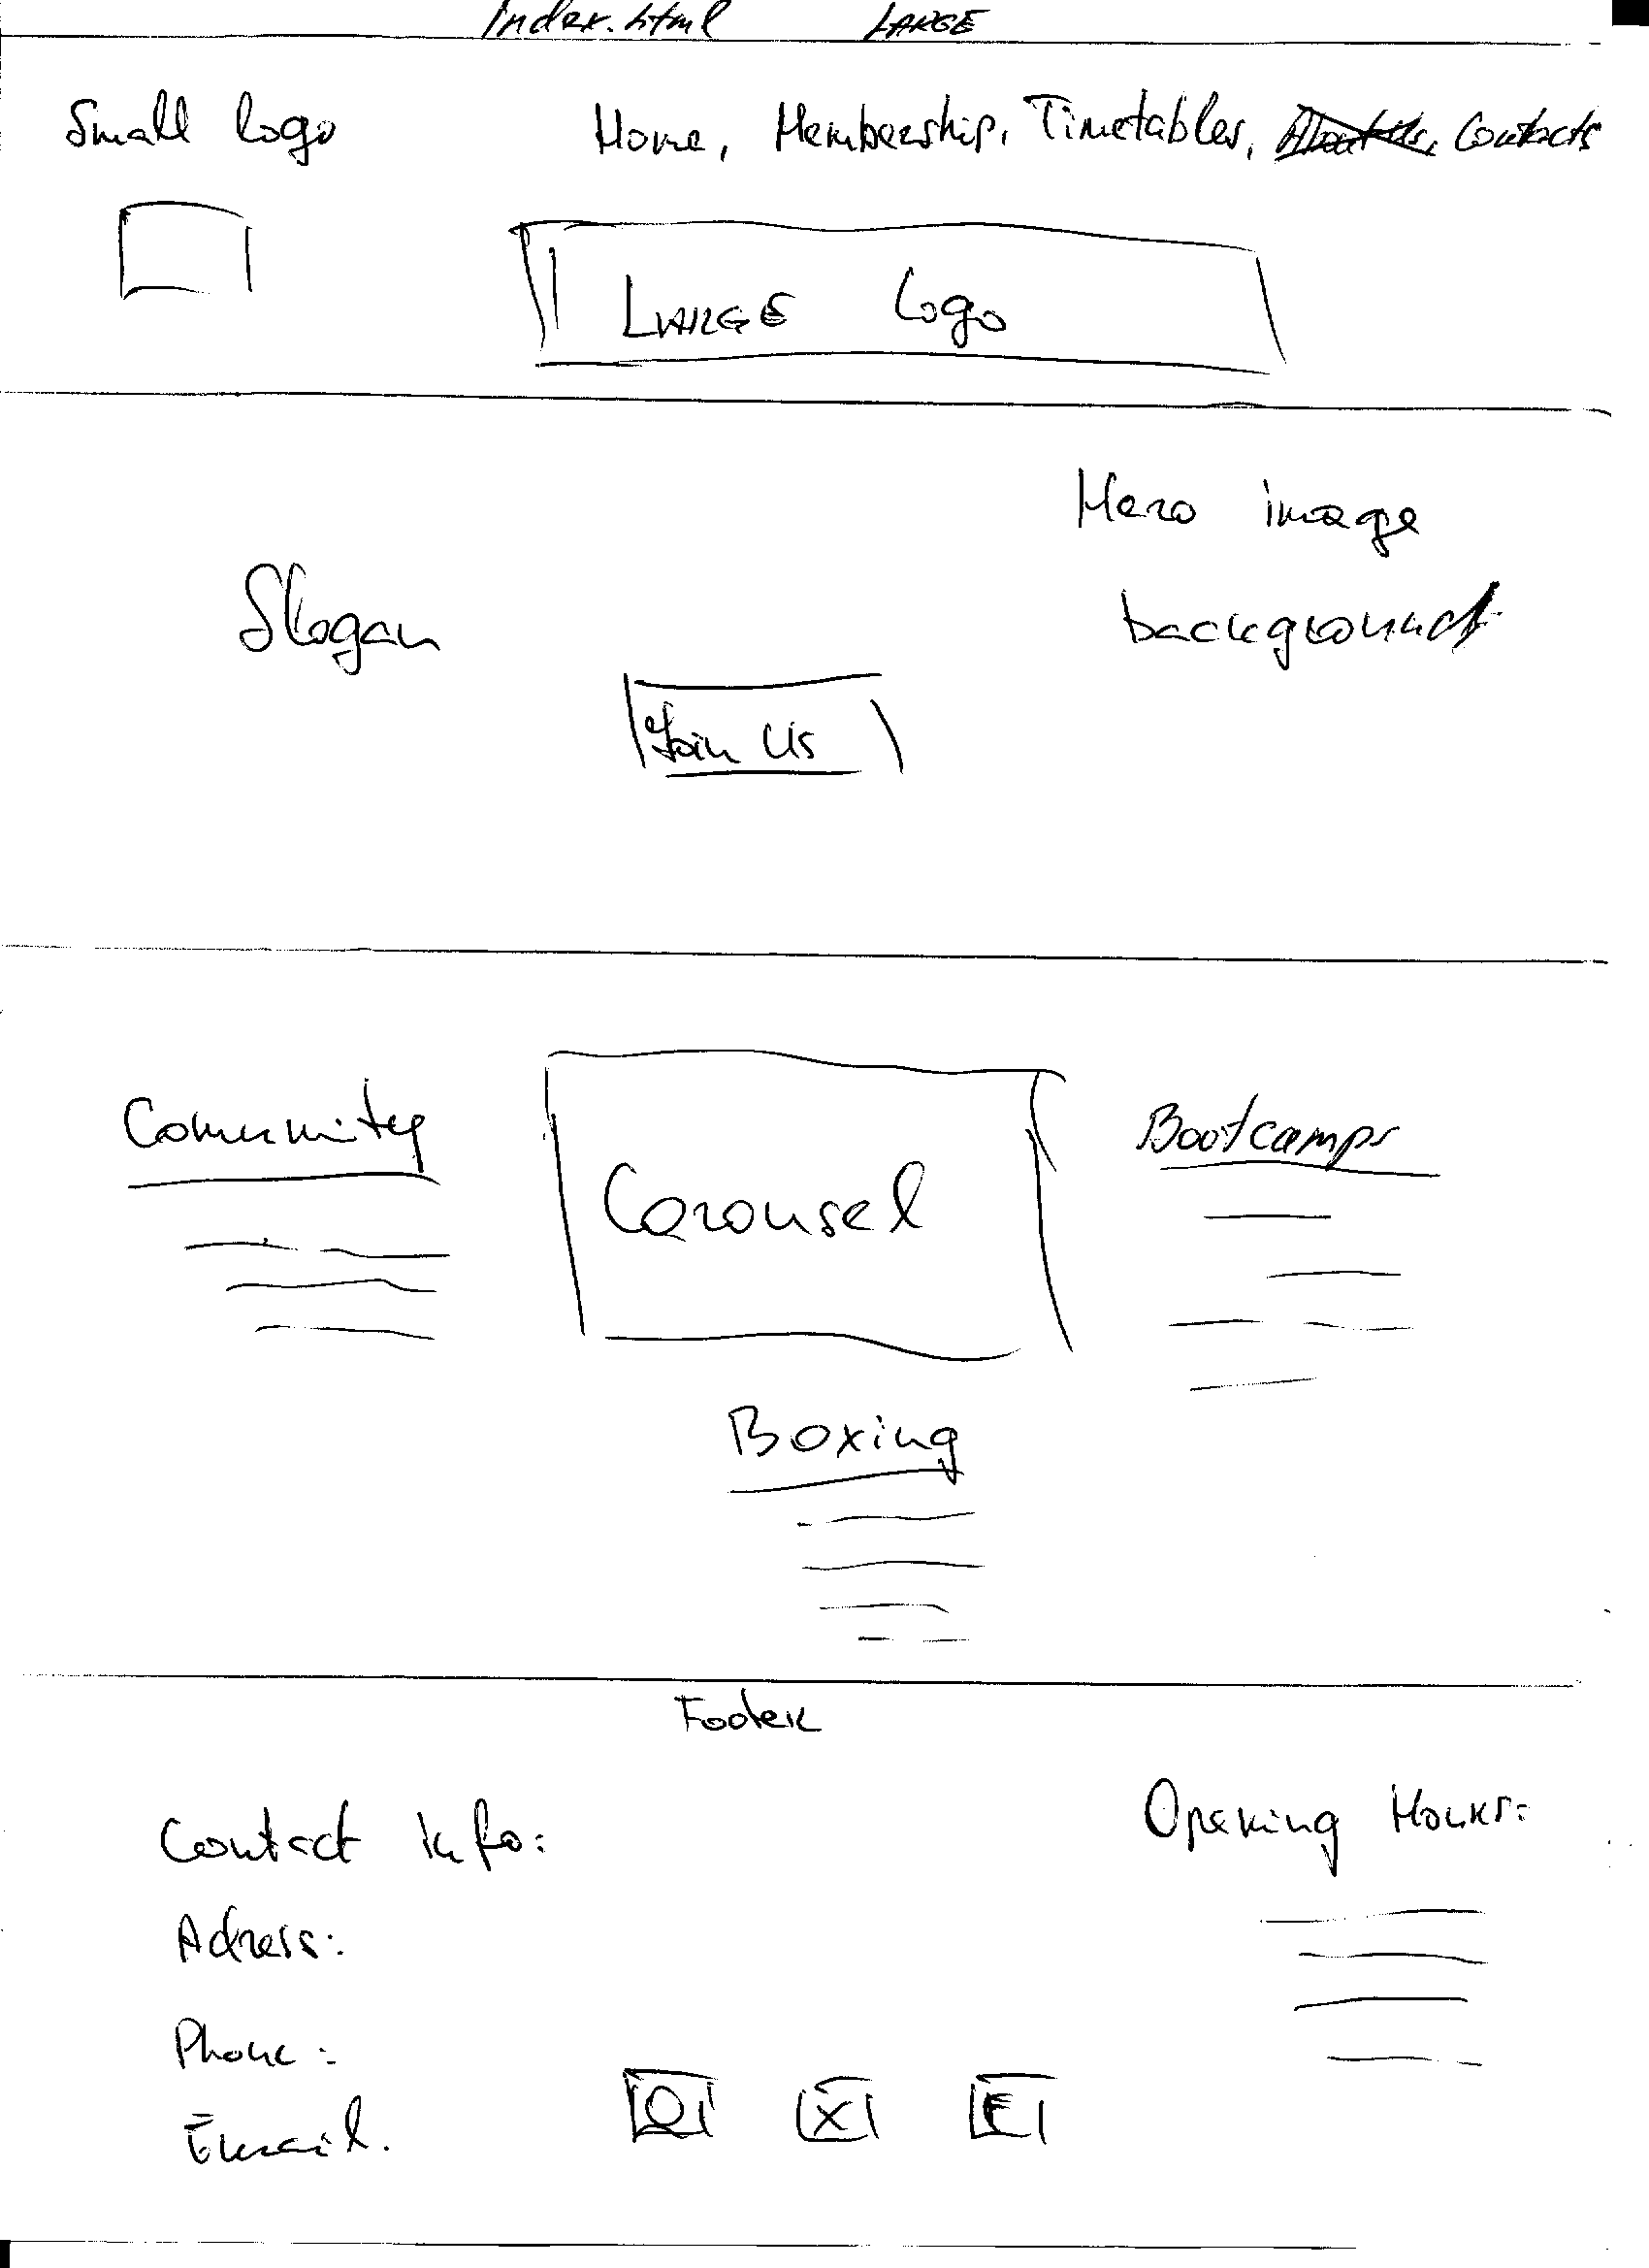 Index.html LARGE
Small logo Home, Membership, Timetables, About Us, Contacts
LARGE Logo
Hero image
background
Slogan
Join Us
Community Carousel Bootcamps
Boxing
Footer
Contact Info: Opening Hours:
Adress:
Phone:
Email.
O X F